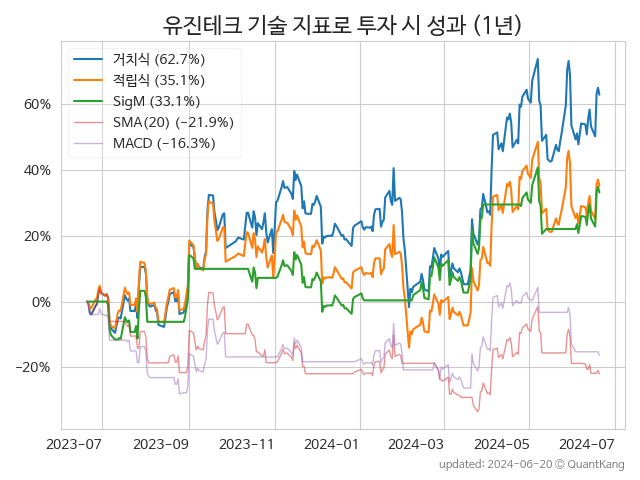 유진테크 기술 지표로 투자 시 성과 (1년)
거치식 (62.7%)
적립식 (35.1%)
SigM (33.1%)
SMA(20) (−21.9%)
MACD (−16.3%)
60%
40%
20%
0%
−20%
2023-07 2023-09 2023-11 2024-01 2024-03 2024-05 2024-07
updated: 2024-06-20 © QuantKang